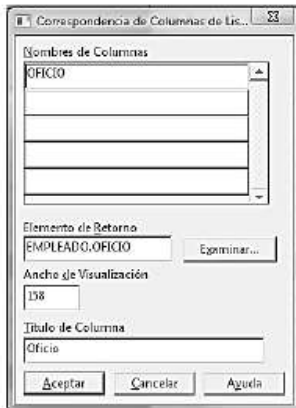 Correspondencia de Columnas de Lis...
Nombres de Columnas
OFICIO
Elemento de Retorno
EMPLEADO.OFICIO
Examinar...
Ancho de Visualización
158
Título de Columna
Oficio
Aceptar Cancelar Ayuda